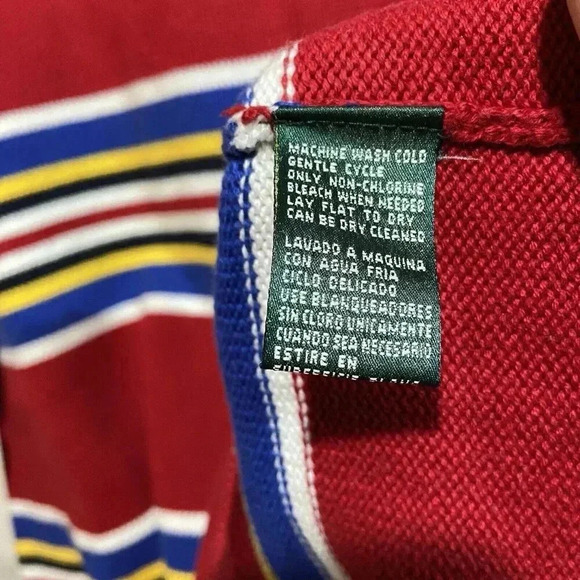 MACHINE WASH COLD
GENTLE CYCLE
ONLY NON-CHLORINE
BLEACH WHEN NEEDED
LAY FLAT TO DRY
CAN BE DRY CLEANED
LAVADO A MAQUINA
CON AGUA FRIA
CICLO DELICADO
USE BLANQUEADORES
SIN CLORO UNICAMENTE
CUANDO SEA NECESARIO
ESTIRE EN